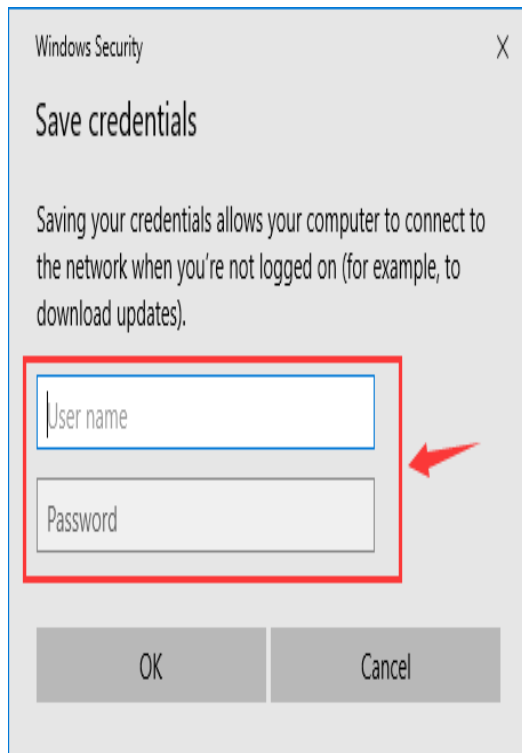 Windows Security
Save credentials
Saving your credentials allows your computer to connect to
the network when you're not logged on (for example, to
download updates).
User name
Password
OK
Cancel